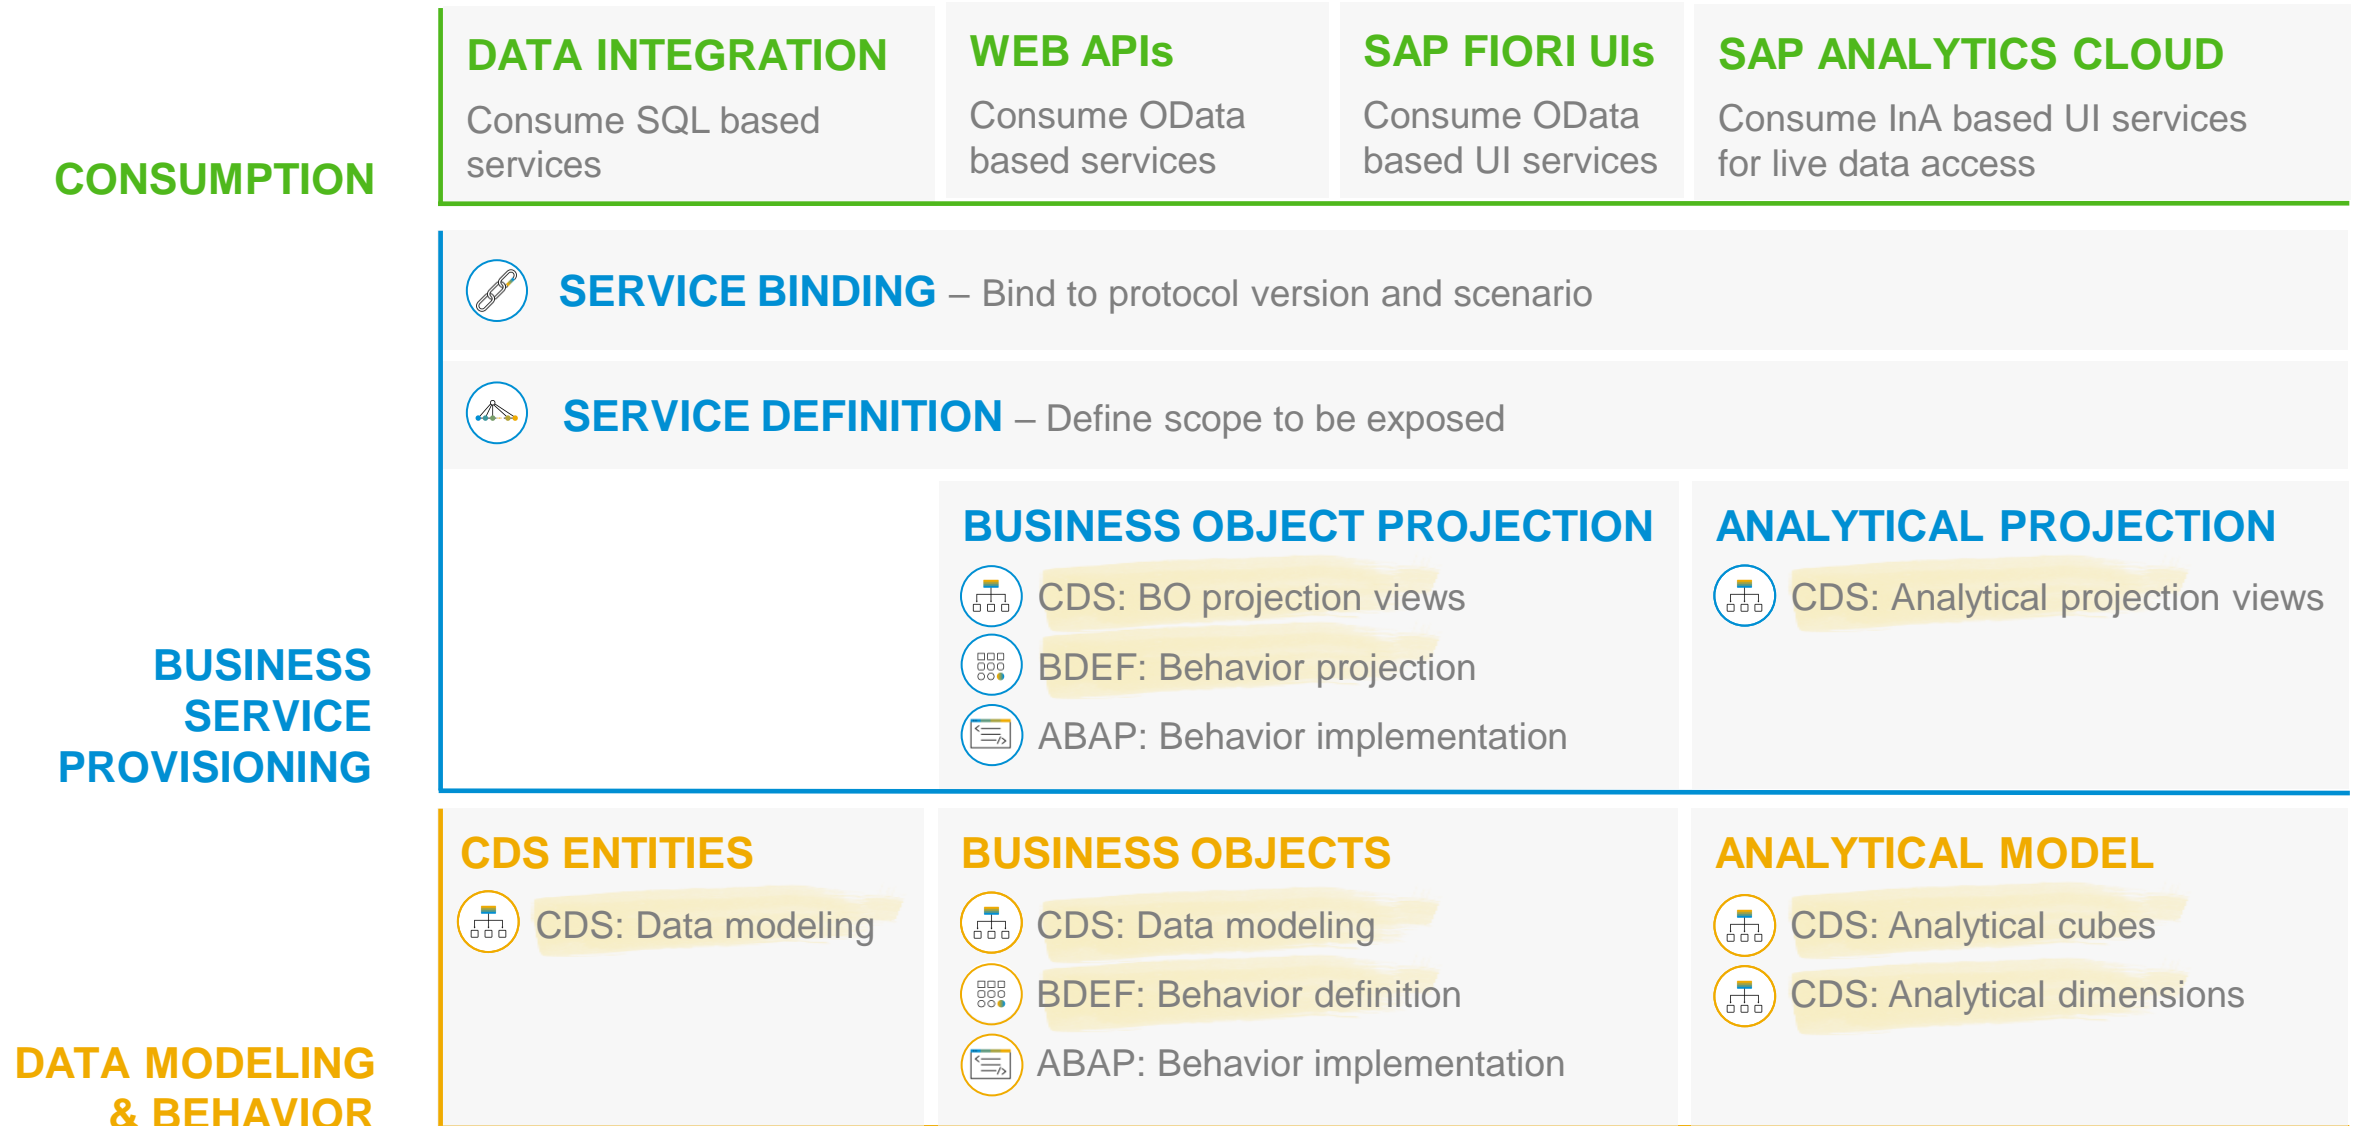 DATA INTEGRATION
Consume SQL based
services
WEB APIs
Consume OData
based services
SAP FIORI UIs
Consume OData
based UI services
SAP ANALYTICS CLOUD
Consume InA based UI services
for live data access
CONSUMPTION
SERVICE BINDING – Bind to protocol version and scenario
SERVICE DEFINITION – Define scope to be exposed
BUSINESS OBJECT PROJECTION
CDS: BO projection views
BDEF: Behavior projection
ABAP: Behavior implementation
ANALYTICAL PROJECTION
CDS: Analytical projection views
BUSINESS
SERVICE
PROVISIONING
CDS ENTITIES
CDS: Data modeling
BUSINESS OBJECTS
CDS: Data modeling
BDEF: Behavior definition
ABAP: Behavior implementation
ANALYTICAL MODEL
CDS: Analytical cubes
CDS: Analytical dimensions
DATA MODELING
& BEHAVIOR